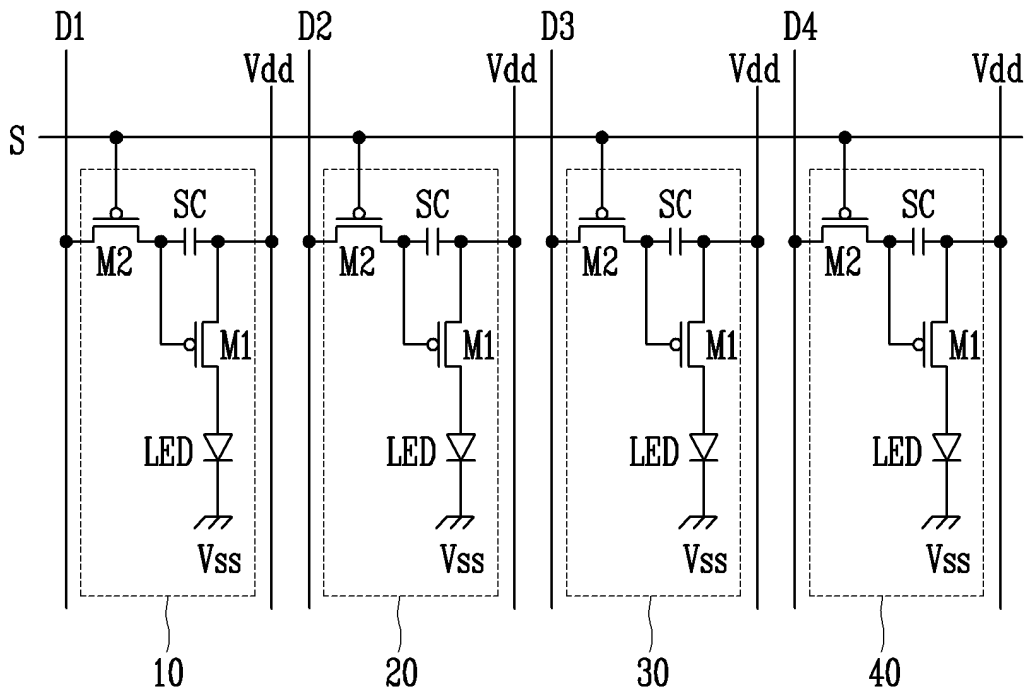 D1 D2 D3 D4
Vdd Vdd Vdd Vdd
S
SC SC SC SC
M2 M2 M2 M2
M1 M1 M1 M1
LED LED LED LED
Vss Vss Vss Vss
10 20 30 40